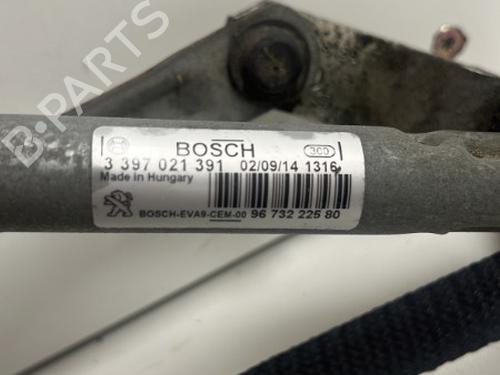 B-PARTS
BOSCH 300
3 397 021 391 02/09/14 1316
Made in Hungary
BOSCH-EVA9-CEM-00 96 732 225 80